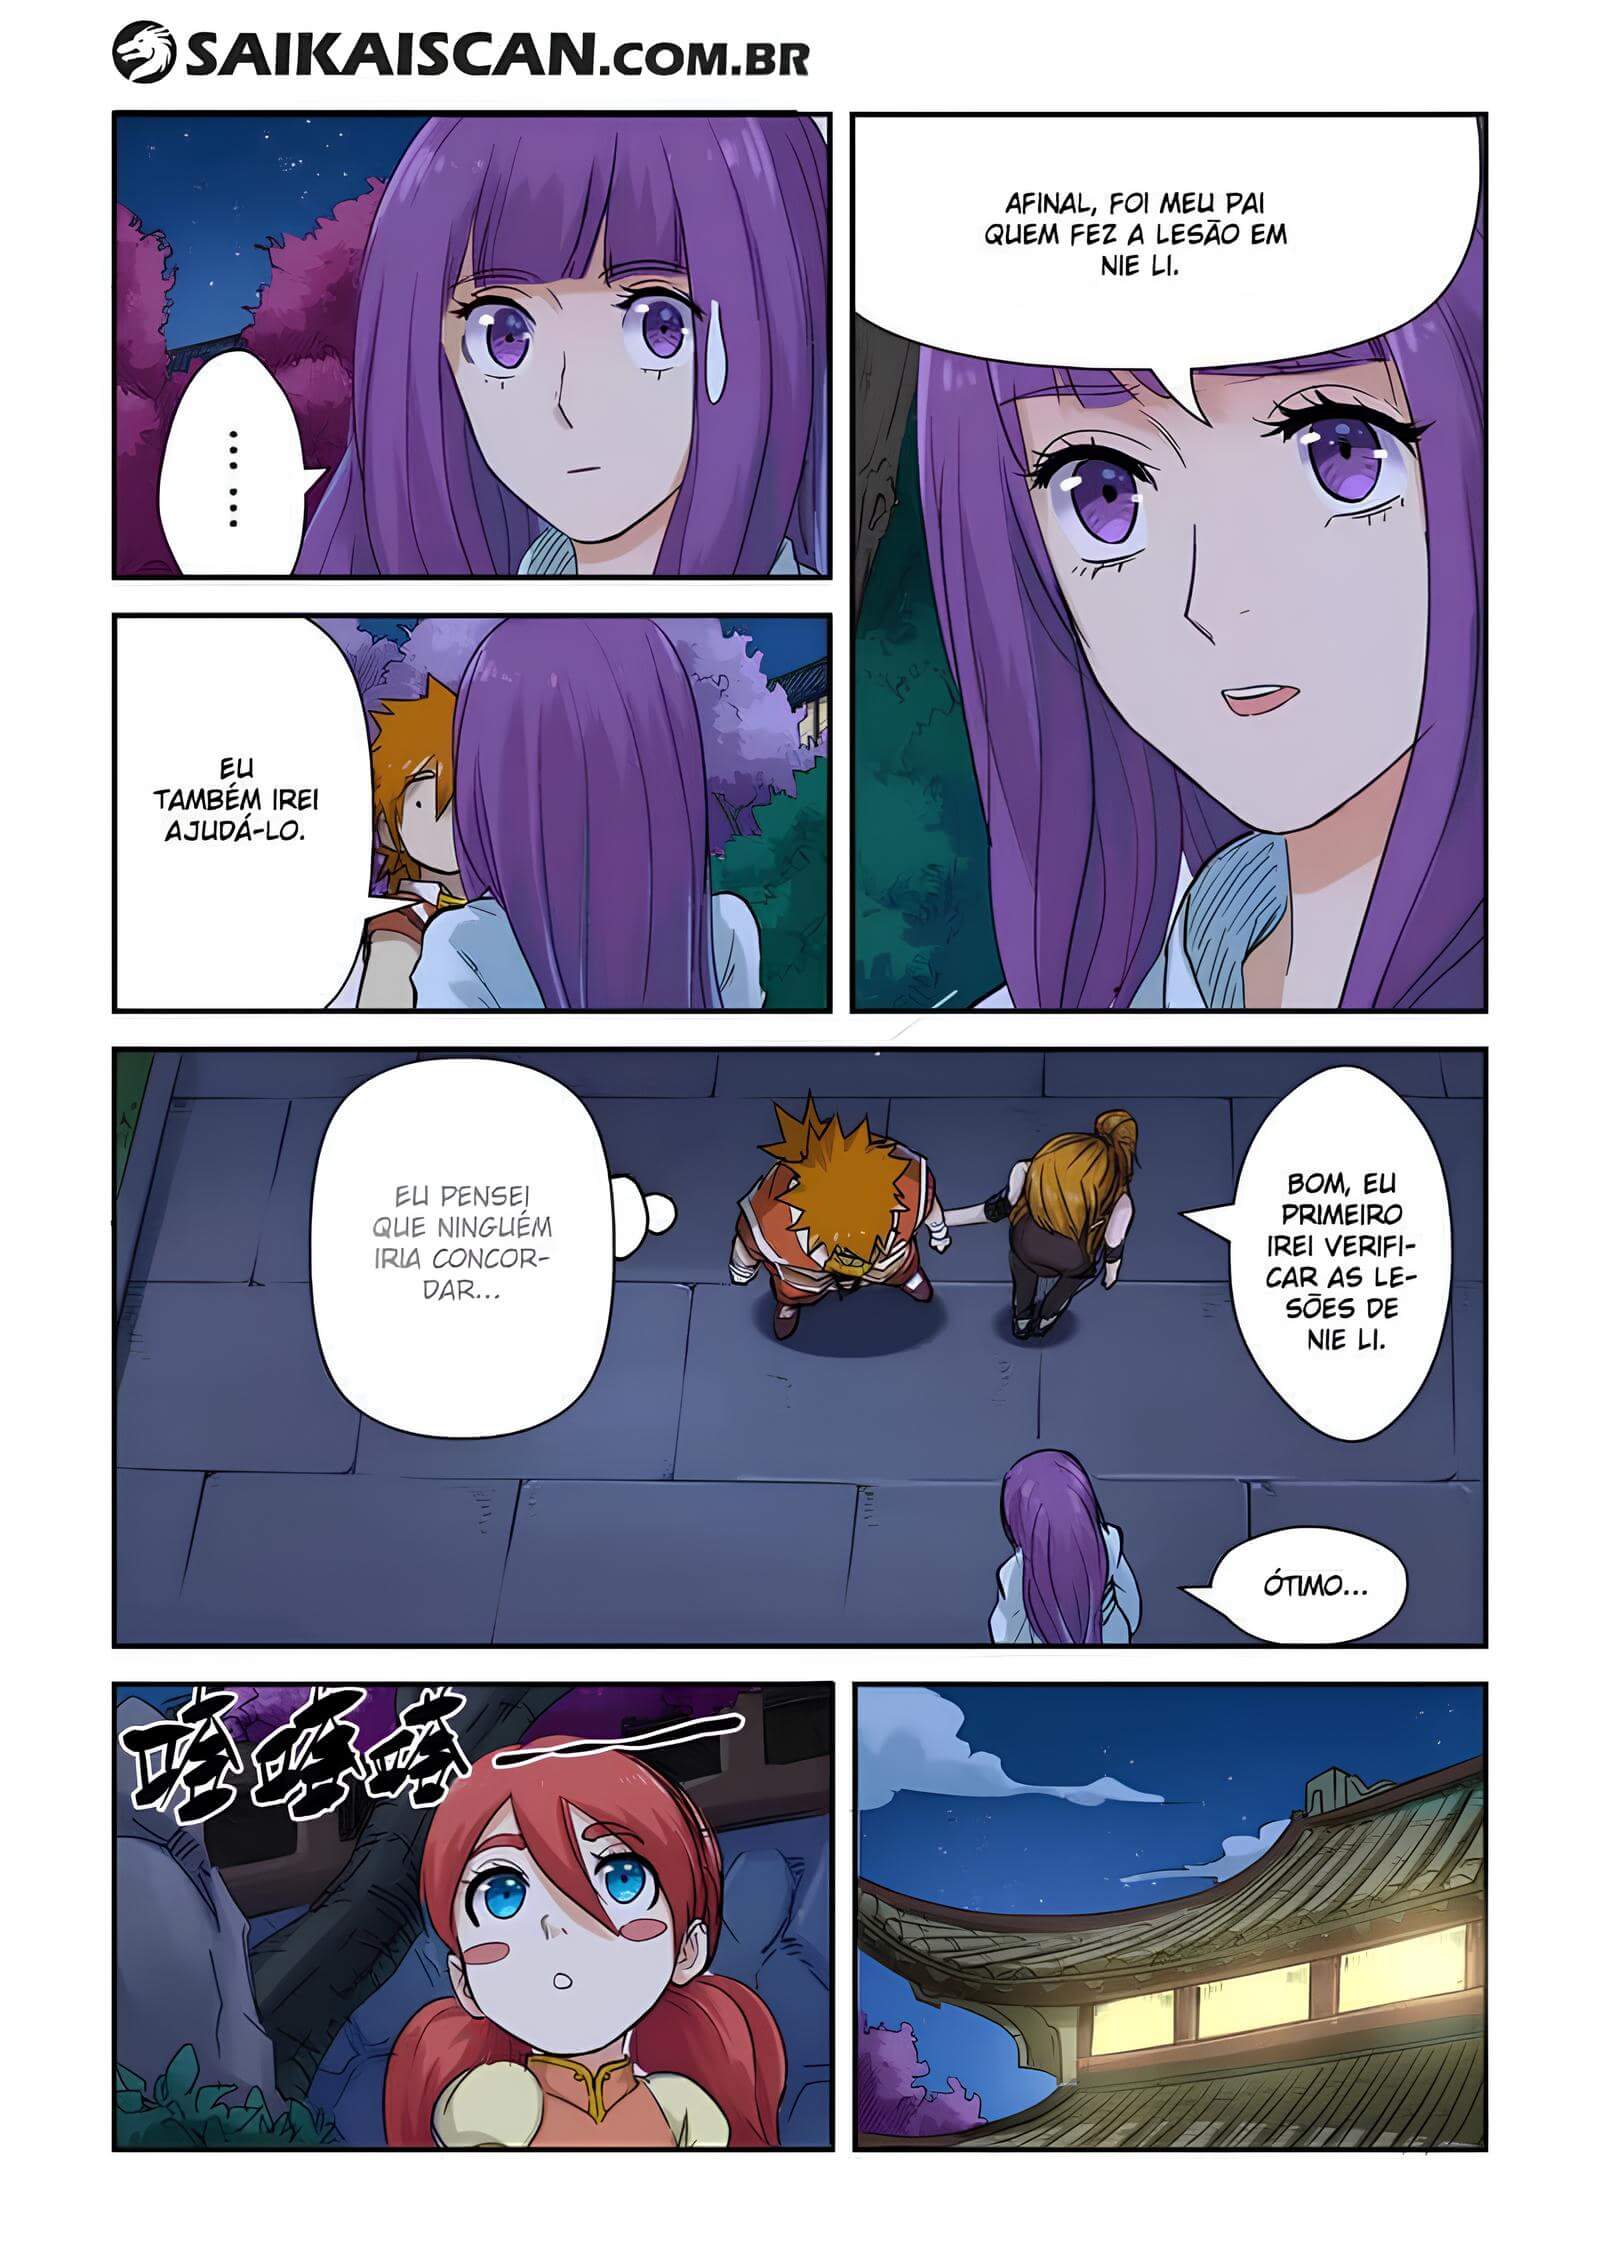 SAIKAISCAN.COM.BR
......
AFINAL, FOI MEU PAI
QUEM FEZ A LESÃO EM
NIE LI.
EU
TAMBÉM IREI
AJUDÁ-LO.
EU PENSEI
QUE NINGUÉM
IRIA CONCOR-
DAR...
BOM, EU
PRIMEIRO
IREI VERIFI-
CAR AS LE-
SÕES DE
NIE LI.
ÓTIMO...